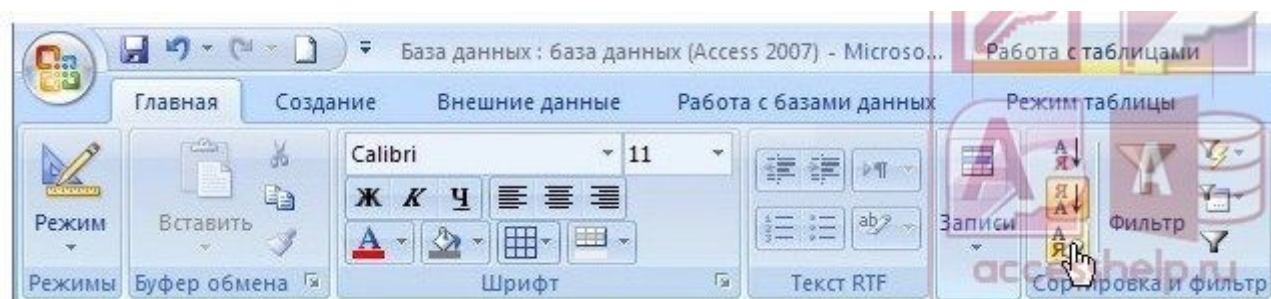 База данных : база данных (Access 2007) - Microso... Работа с таблицами
Главная Создание Внешние данные Работа с базами данных Режим таблицы
Calibri 11
Ж К Ч
Режим Вставить Записи Фильтр
Режимы Буфер обмена Шрифт Текст RTF Сортировка и фильтр
accesshelp.ru